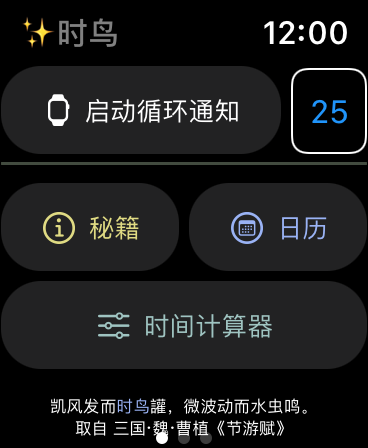 ✨时鸟 12:00
启动循环通知 25
秘籍 日历
时间计算器
凯风发而时鸟讙，微波动而水虫鸣。
取自 三国·魏·曹植《节游赋》